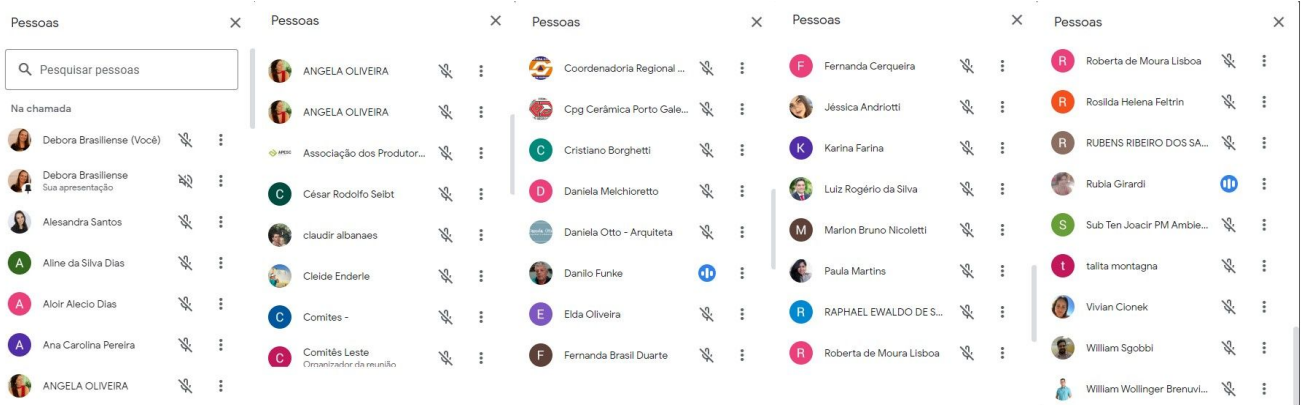 Pessoas
Pesquisar pessoas
Na chamada
Debora Brasiliense (Você)
Debora Brasiliense
Sua apresentação
Alesandra Santos
A
Aline da Silva Dias
A
Aloir Alecio Dias
A
Ana Carolina Pereira
ANGELA OLIVEIRA
Pessoas
ANGELA OLIVEIRA
ANGELA OLIVEIRA
APESC
Associação dos Produtor...
C
César Rodolfo Seibt
claudir albanaes
Cleide Enderle
C
Comites -
C
Comitês Leste
Organizador da reunião
Pessoas
Coordenadoria Regional ...
Cpg Cerâmica Porto Gale...
C
Cristiano Borghetti
D
Daniela Melchioretto
Daniela Otto - Arquiteta
Danilo Funke
E
Elda Oliveira
F
Fernanda Brasil Duarte
Pessoas
F
Fernanda Cerqueira
Jéssica Andriotti
K
Karina Farina
Luiz Rogério da Silva
M
Marlon Bruno Nicoletti
Paula Martins
R
RAPHAEL EWALDO DE S...
R
Roberta de Moura Lisboa
Pessoas
R
Roberta de Moura Lisboa
R
Rosilda Helena Feltrin
R
RUBENS RIBEIRO DOS SA...
Rubia Girardi
S
Sub Ten Joacir PM Ambie...
t
talita montagna
Vivian Cionek
William Sgobbi
William Wollinger Brenuvi...